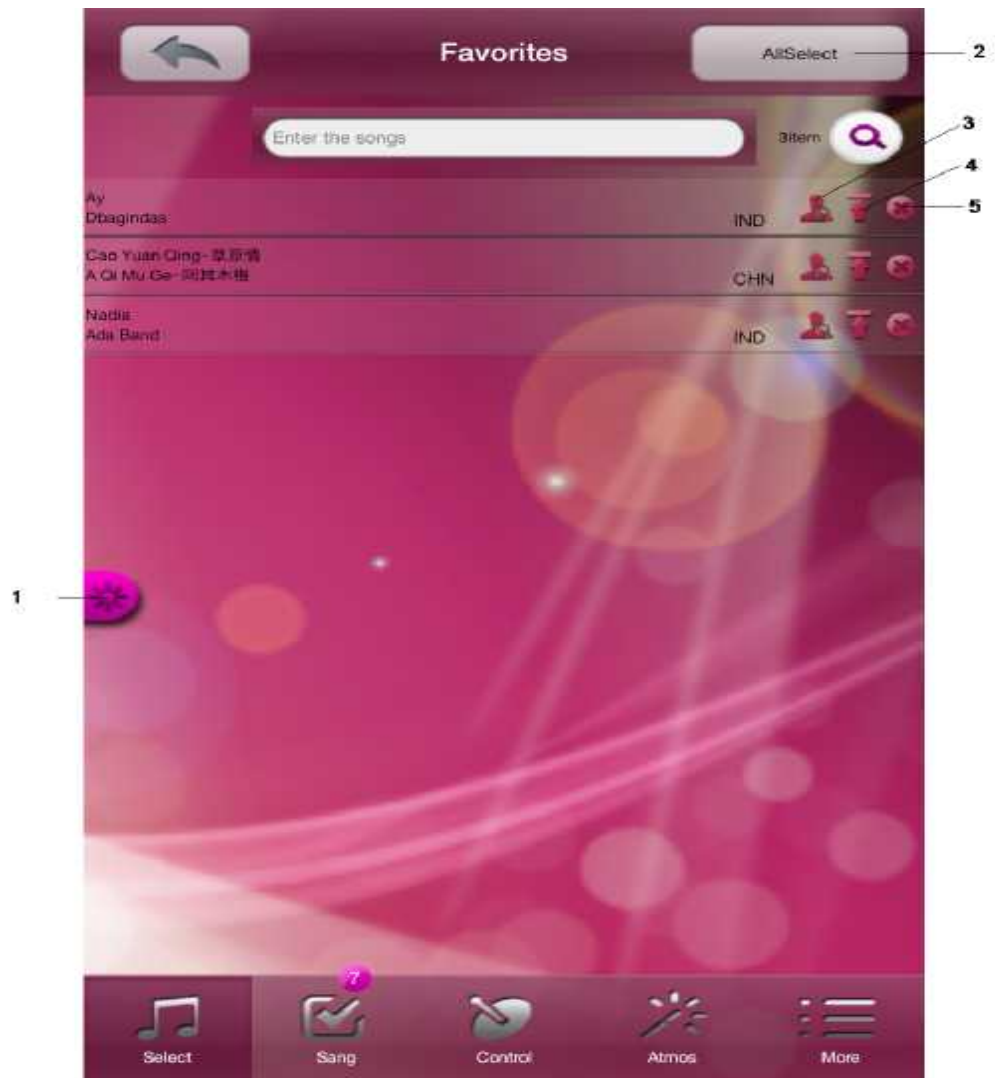 Favorites
AllSelect
2
Enter the songs
3item
3
4
Ay
Dbagindas
IND
5
Cao Yuan Qing-草原情
A Qi Mu Ge-阿其木格
CHN
Nadia
Ada Band
IND
1
7
Select
Sang
Control
Atmos
More